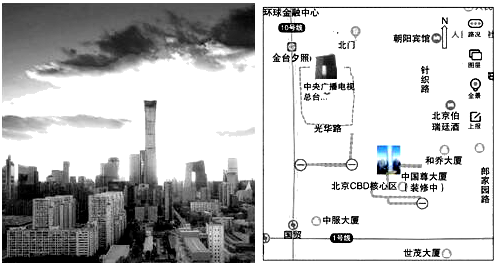 环球金融中心
10号线
北门
N
朝阳宾馆
路况
金台夕照
图层
中央广播电视
总台...
针织路
全景
北京伯
瑞廷酒
上报
光华路
和乔大厦
中国尊大厦
（装修中）
北京CBD核心区
郎家园路
中服大厦
国贸
1号线
世茂大厦